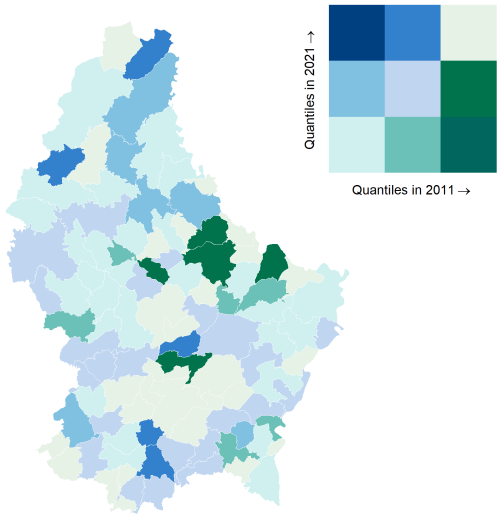 Quantiles in 2021 →
Quantiles in 2011 →